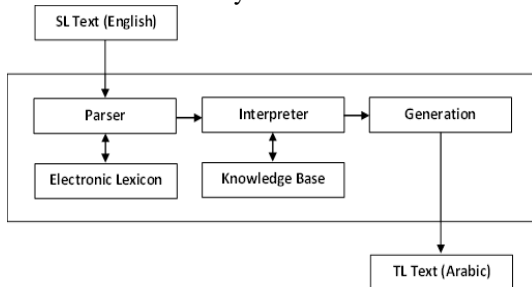 y
SL Text (English)
Parser
Interpreter
Generation
Electronic Lexicon
Knowledge Base
TL Text (Arabic)